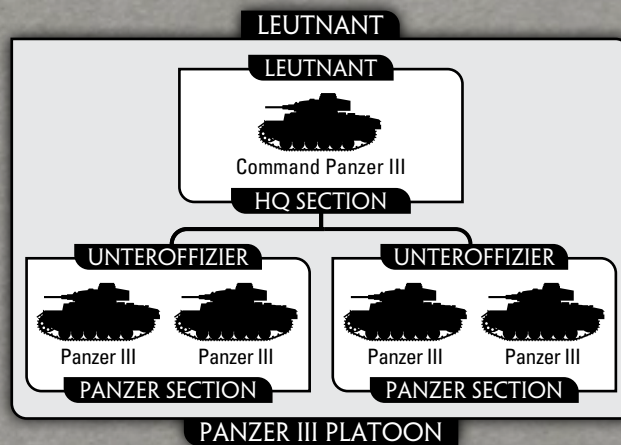 LEUTNANT
LEUTNANT
Command Panzer III
HQ SECTION
UNTEROFFIZIER
UNTEROFFIZIER
Panzer III
Panzer III
Panzer III
Panzer III
PANZER SECTION
PANZER SECTION
PANZER III PLATOON